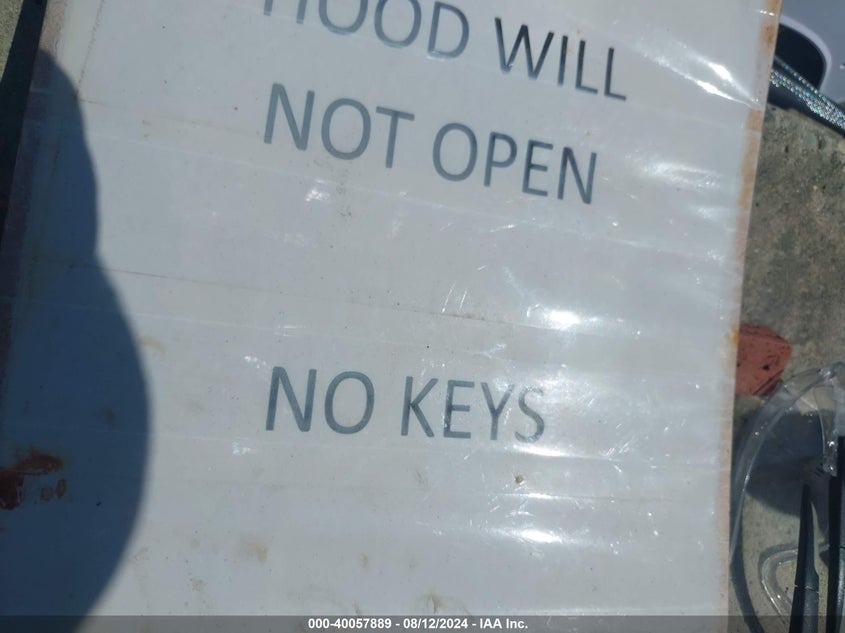 HOOD WILL
NOT OPEN
NO KEYS
000-40057889 - 08/12/2024 - IAA Inc.